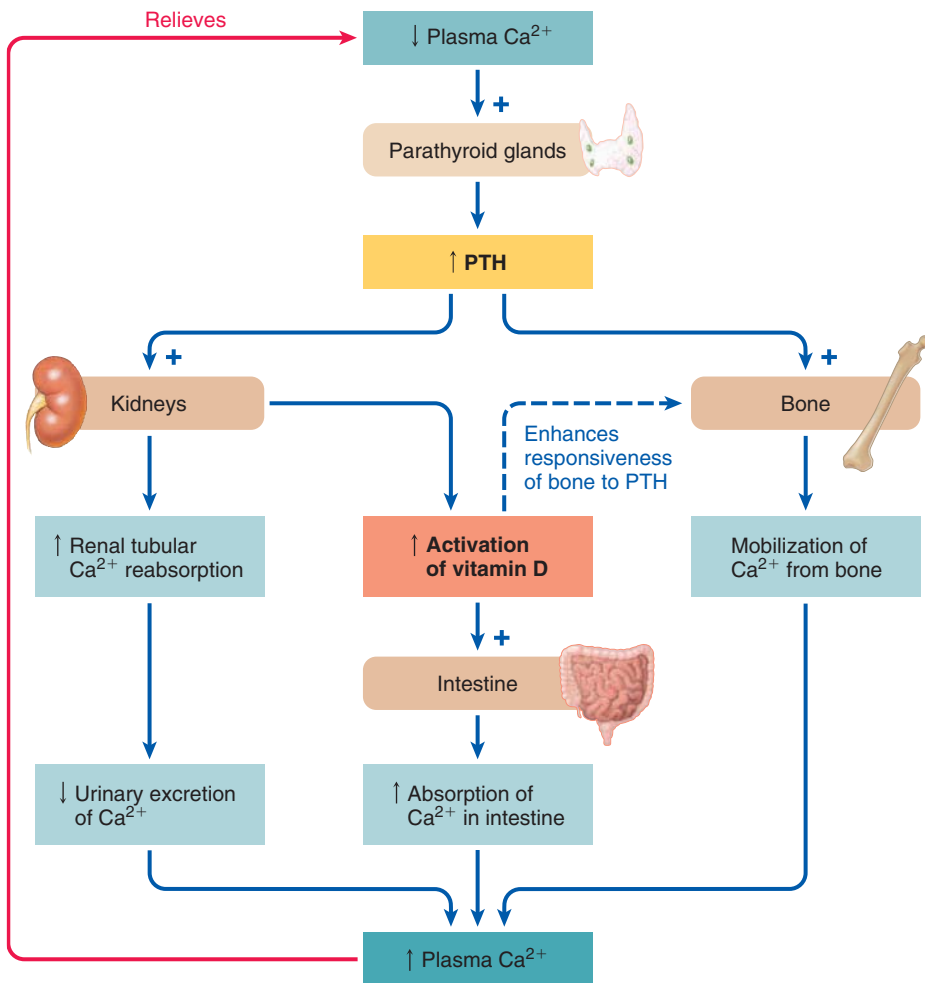 Relieves
↓ Plasma Ca²⁺
+
Parathyroid glands
↑ PTH
+
+
Kidneys
Bone
Enhances
responsiveness
of bone to PTH
↑ Renal tubular
Ca²⁺ reabsorption
↑ Activation
of vitamin D
Mobilization of
Ca²⁺ from bone
+
Intestine
↓ Urinary excretion
of Ca²⁺
↑ Absorption of
Ca²⁺ in intestine
↑ Plasma Ca²⁺